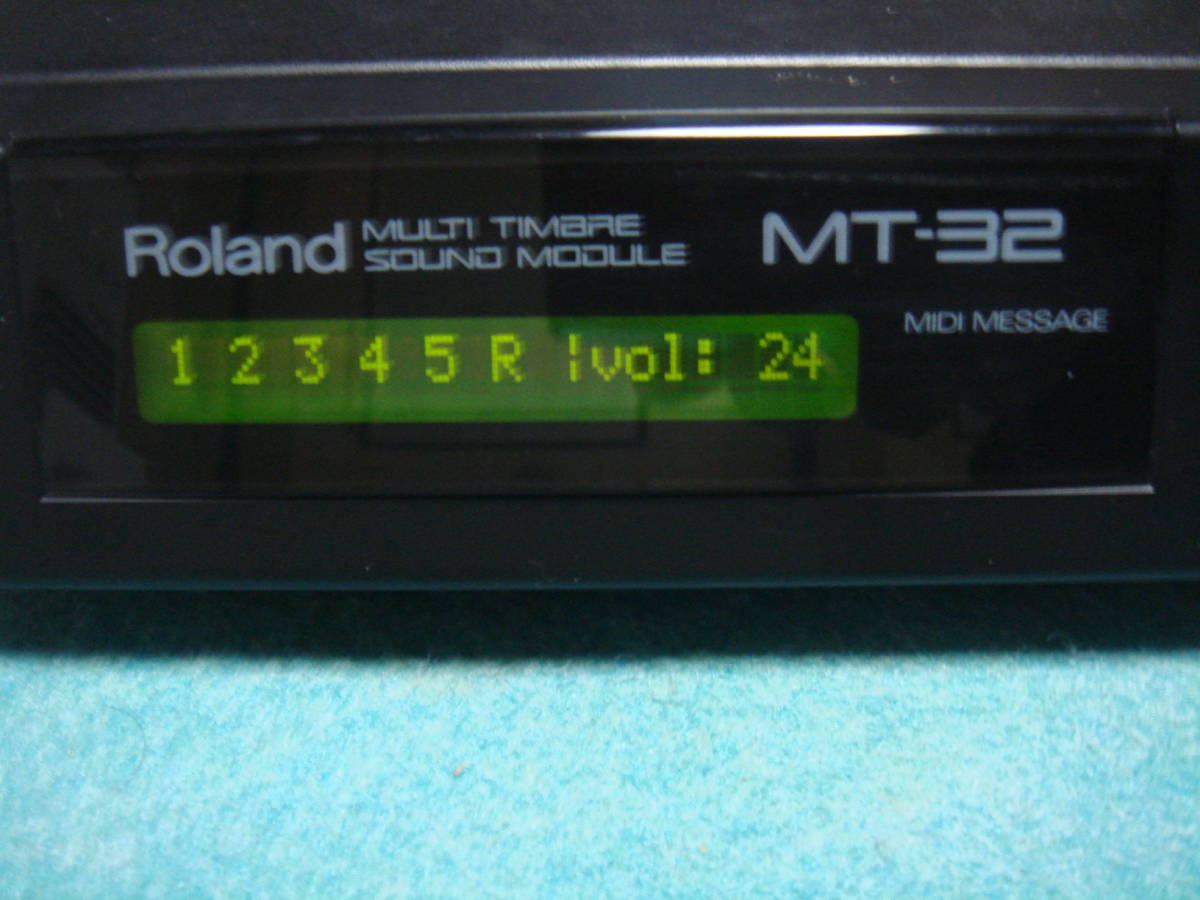 Roland MULTI TIMBRE SOUND MODULE
MT-32
MIDI MESSAGE
1 2 3 4 5 R |vol: 24